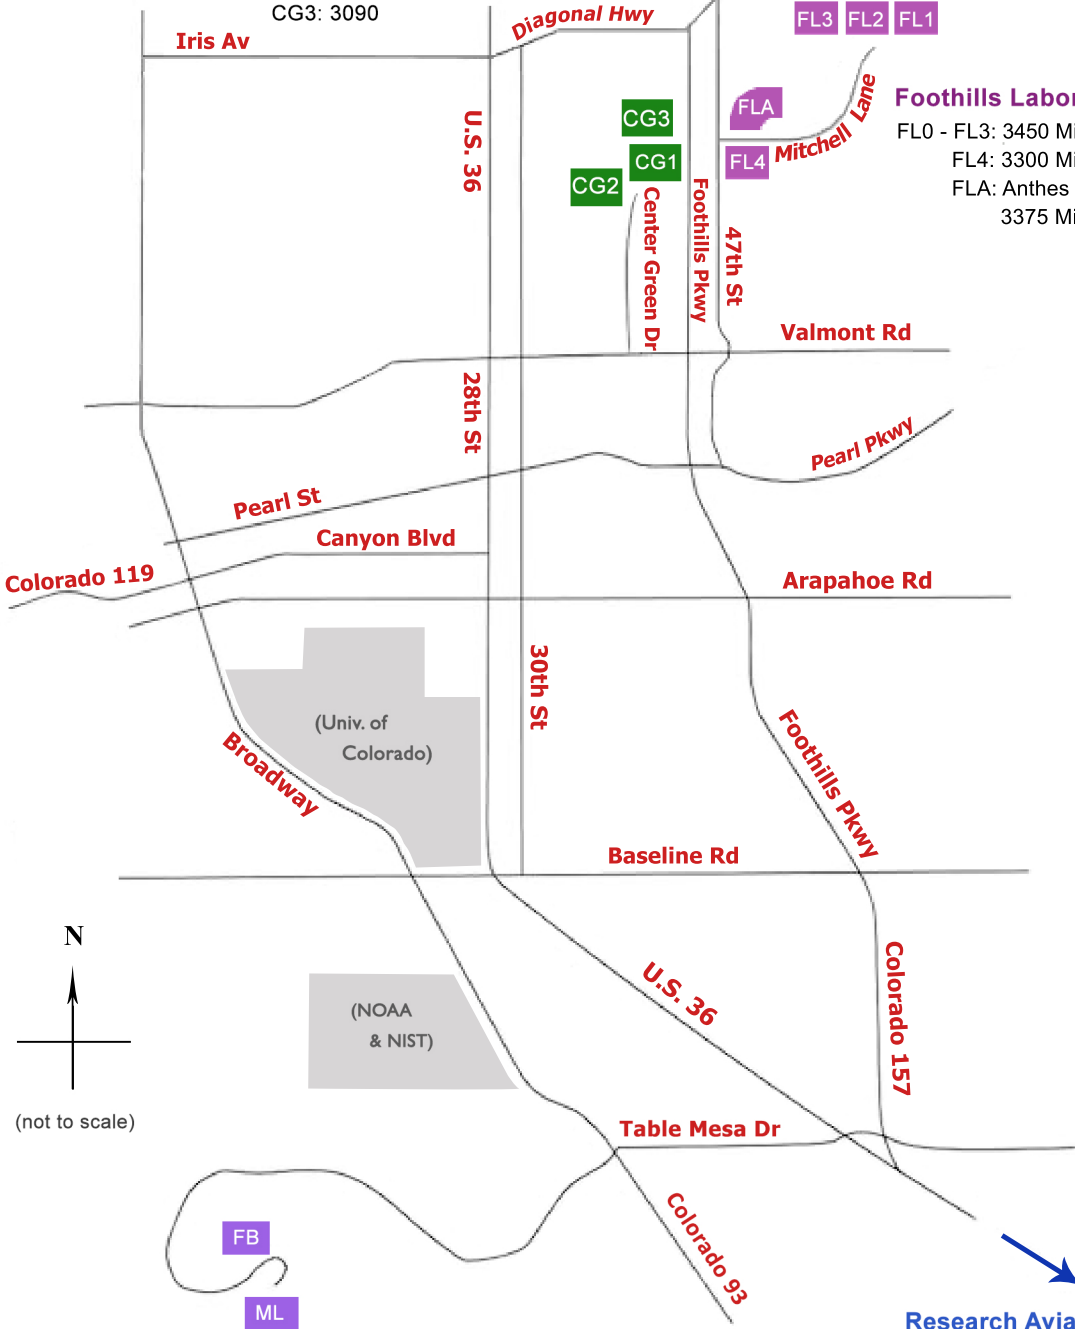 CG3: 3090
Diagonal Hwy
FL3
FL2
FL1
Iris Av
Foothills Labor
FLA
CG3
U.S. 36
Mitchell Lane
FL0 - FL3: 3450 Mi
CG1
FL4
FL4: 3300 Mi
CG2
FLA: Anthes
3375 Mi
Center Green Dr
Foothills Pkwy
47th St
Valmont Rd
28th St
Pearl Pkwy
Pearl St
Canyon Blvd
Colorado 119
Arapahoe Rd
30th St
(Univ. of
Colorado)
Broadway
Foothills Pkwy
Baseline Rd
N
U.S. 36
Colorado 157
(NOAA
& NIST)
(not to scale)
Table Mesa Dr
FB
Colorado 93
ML
Research Avia